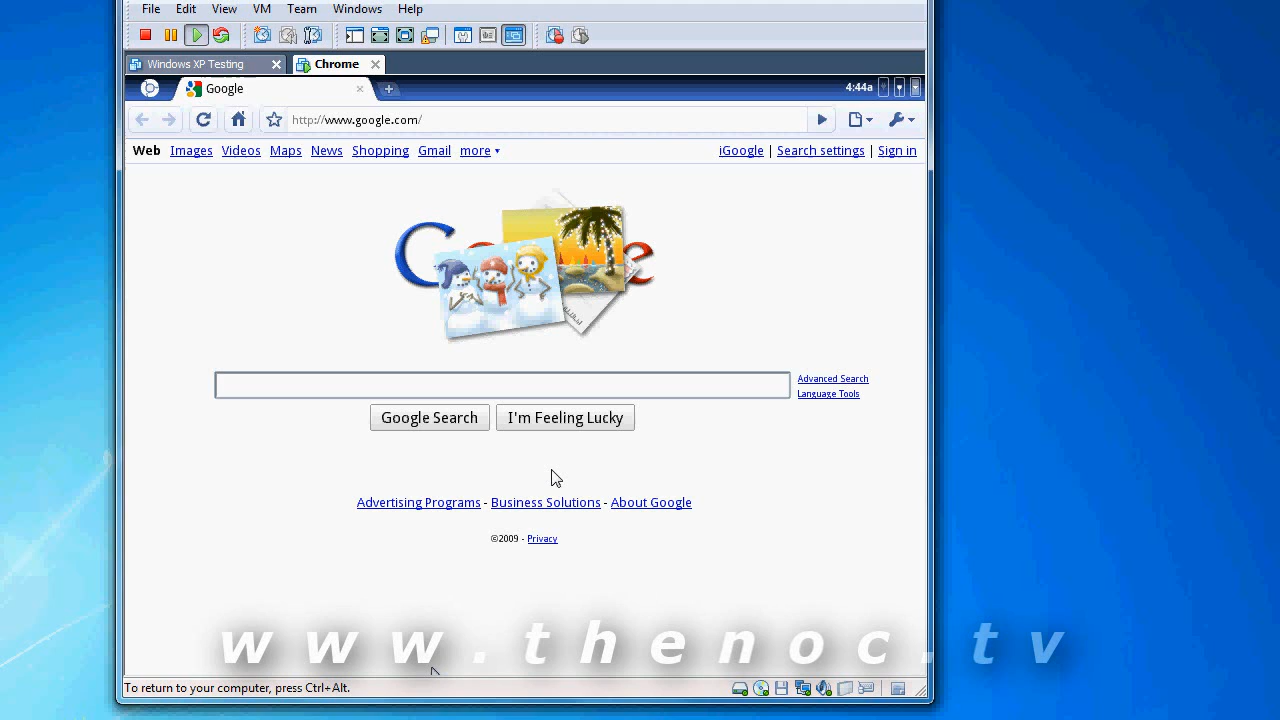 File Edit View VM Team Windows Help
Windows XP Testing Chrome
Google 4:44a
http://www.google.com/
Web Images Videos Maps News Shopping Gmail more iGoogle | Search settings | Sign in
G e
Advanced Search
Language Tools
Google Search I'm Feeling Lucky
Advertising Programs - Business Solutions - About Google
©2009 - Privacy
www.thenoc.tv
To return to your computer, press Ctrl+Alt.